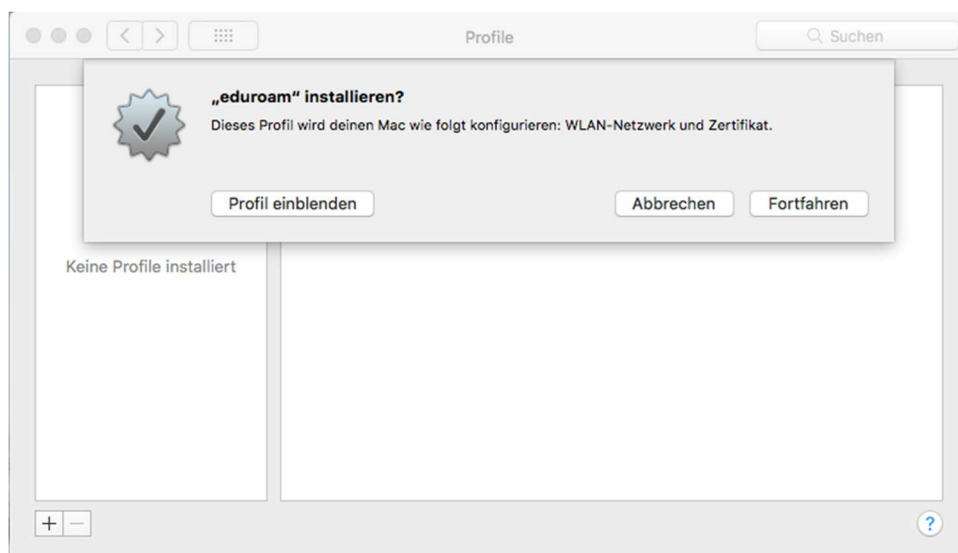 Profile
Suchen
„eduroam“ installieren?
Dieses Profil wird deinen Mac wie folgt konfigurieren: WLAN-Netzwerk und Zertifikat.
Profil einblenden
Abbrechen
Fortfahren
Keine Profile installiert
+ −
?